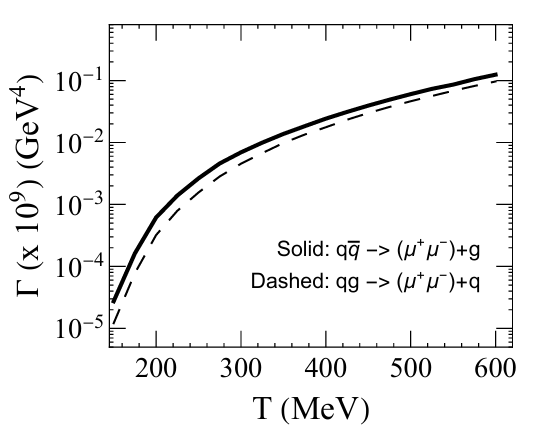 Γ (x 10⁹) (GeV⁴)
10⁻¹
10⁻²
10⁻³
10⁻⁴
10⁻⁵
Solid: qq̅ –> (μ⁺μ⁻)+g
Dashed: qg –> (μ⁺μ⁻)+q
200 300 400 500 600
T (MeV)